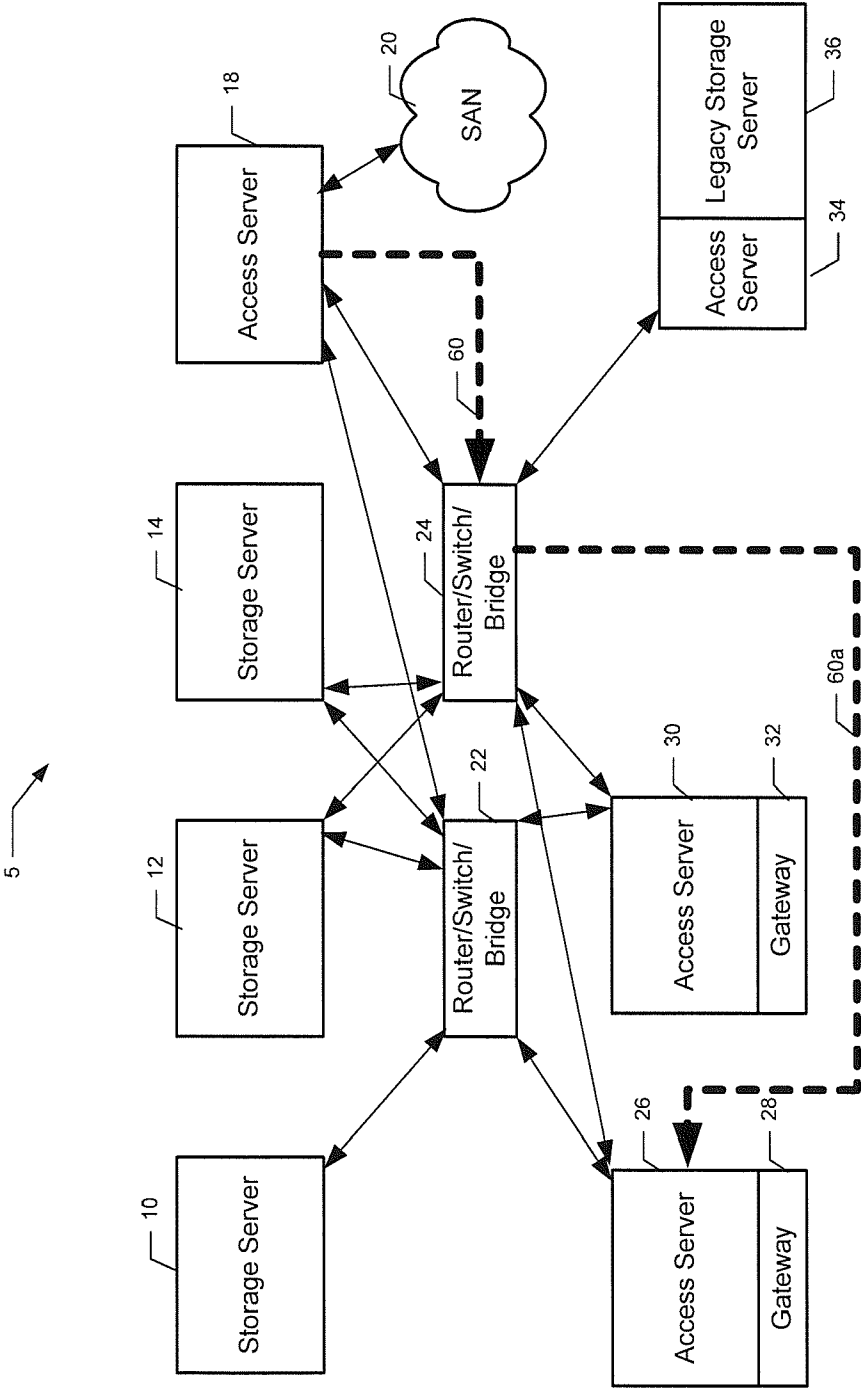 5
10
Storage Server
12
Storage Server
14
Storage Server
18
Access Server
20
SAN
22
Router/Switch/
Bridge
24
Router/Switch/
Bridge
60
26
Access Server
28
Gateway
30
Access Server
32
Gateway
60a
34
Access
Server
36
Legacy Storage
Server